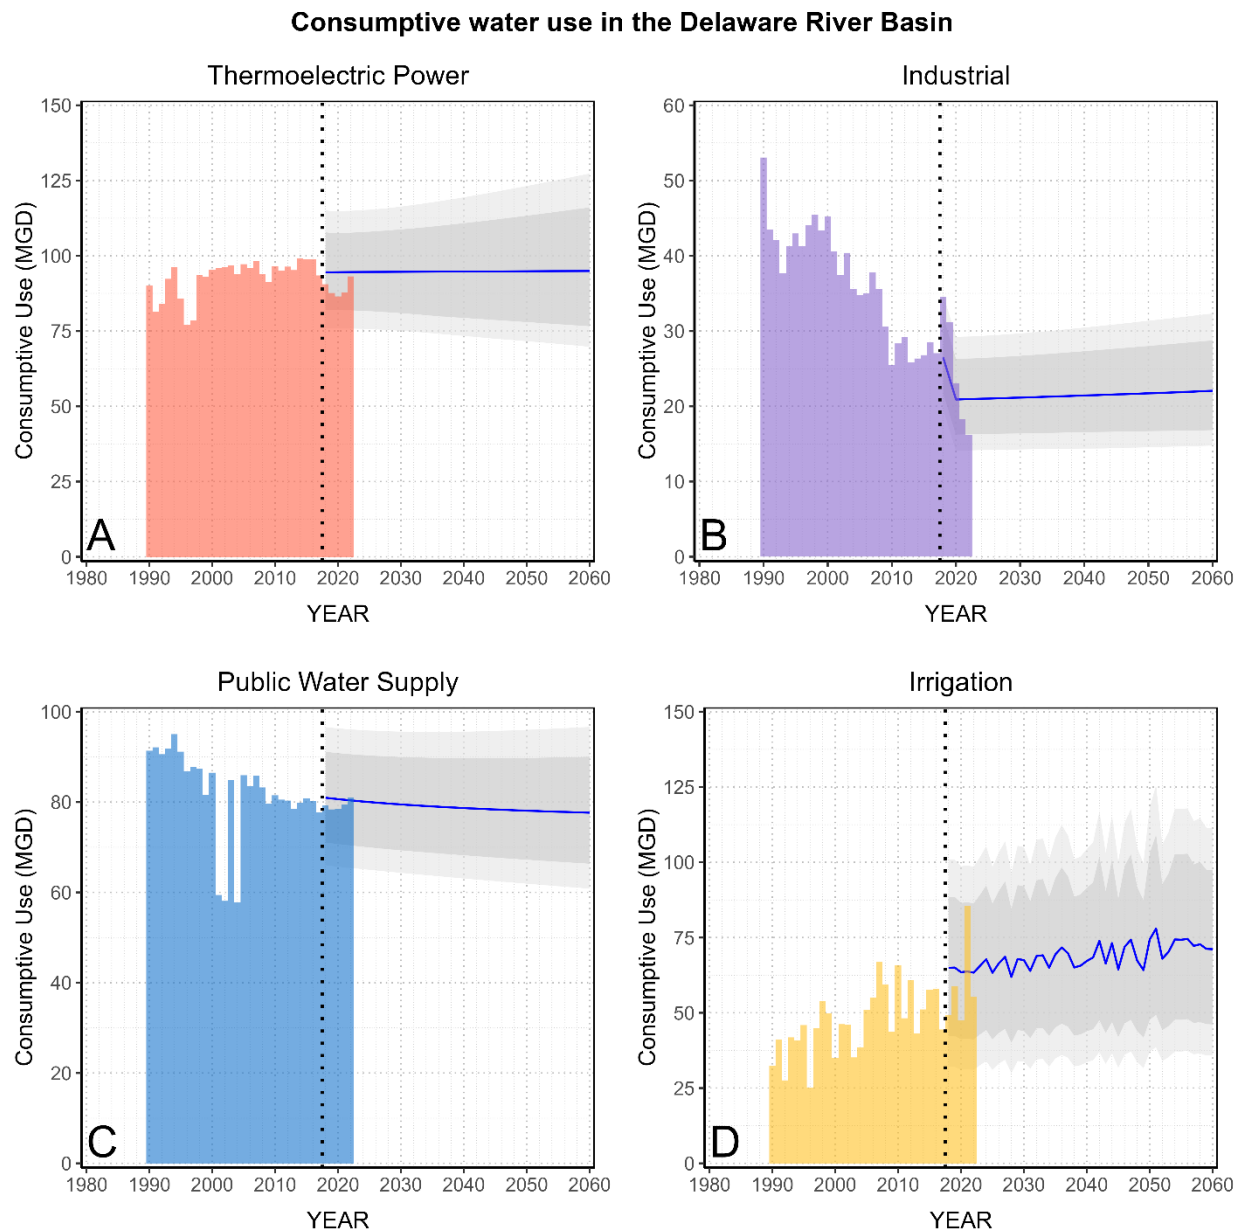 Consumptive water use in the Delaware River Basin
Thermoelectric Power
Consumptive Use (MGD)
150
125
100
75
50
25
0
A
1980 1990 2000 2010 2020 2030 2040 2050 2060
YEAR
Industrial
Consumptive Use (MGD)
60
50
40
30
20
10
0
B
1980 1990 2000 2010 2020 2030 2040 2050 2060
YEAR
Public Water Supply
Consumptive Use (MGD)
100
80
60
40
20
0
C
1980 1990 2000 2010 2020 2030 2040 2050 2060
YEAR
Irrigation
Consumptive Use (MGD)
150
125
100
75
50
25
0
D
1980 1990 2000 2010 2020 2030 2040 2050 2060
YEAR